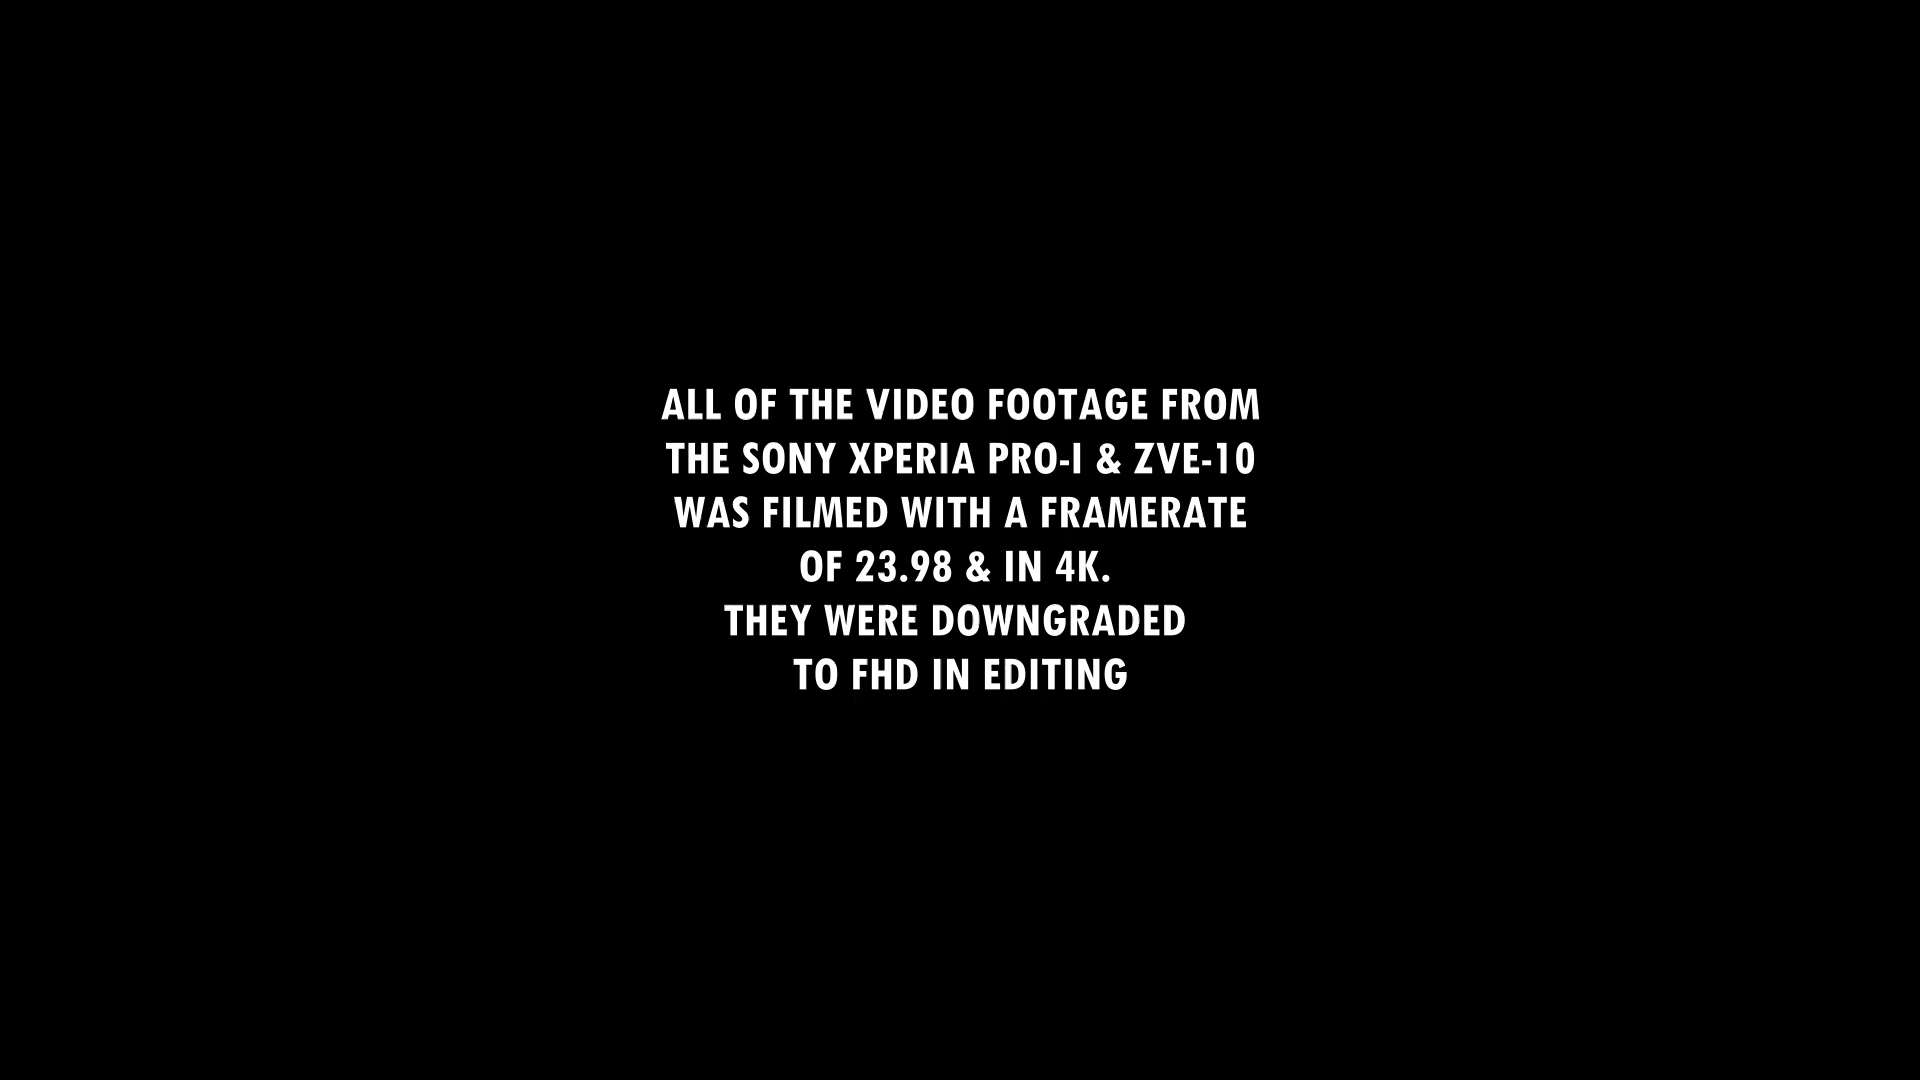 ALL OF THE VIDEO FOOTAGE FROM
THE SONY XPERIA PRO-I & ZVE-10
WAS FILMED WITH A FRAMERATE
OF 23.98 & IN 4K.
THEY WERE DOWNGRADED
TO FHD IN EDITING